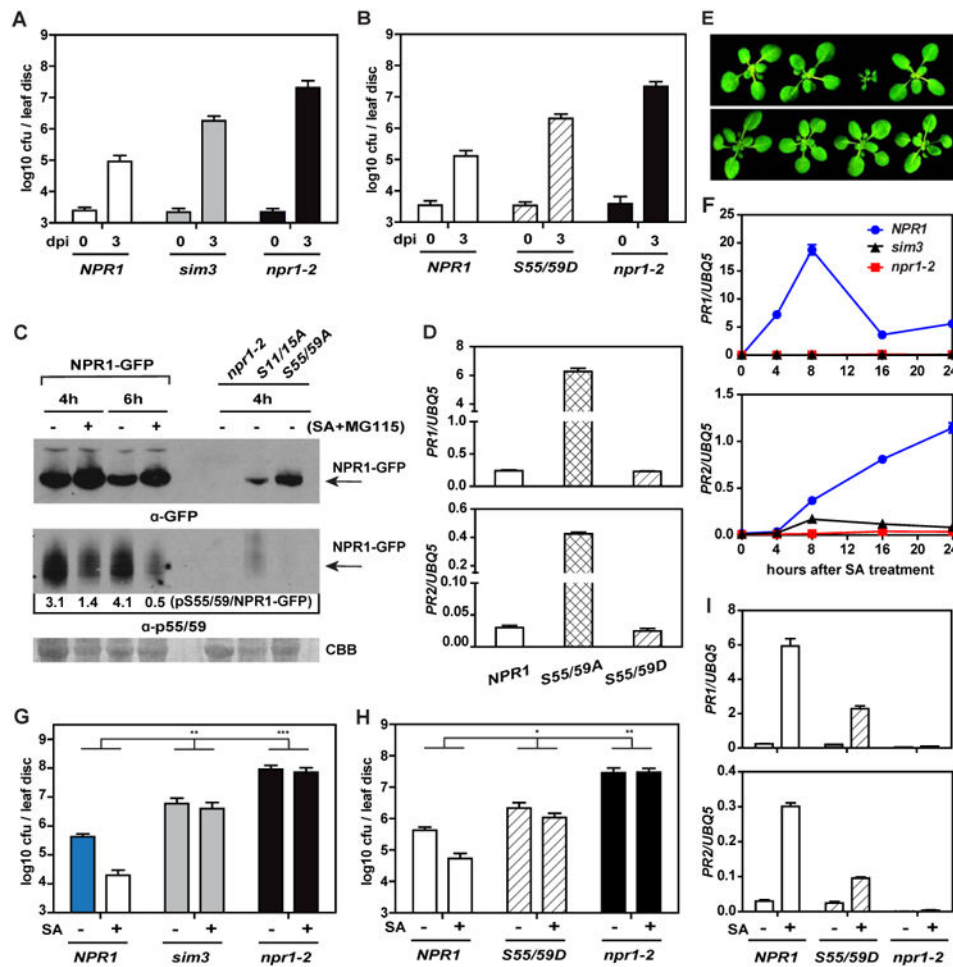 A
log10 cfu / leaf disc
9
8
7
6
5
4
3
dpi 0 3 0 3 0 3
NPR1 sim3 npr1-2
B
log10 cfu / leaf disc
9
8
7
6
5
4
3
dpi 0 3 0 3 0 3
NPR1 S55/59D npr1-2
E
C
NPR1-GFP
npr1-2
S11/15A
S55/59A
4h 6h 4h
- + - + - - - (SA+MG115)
NPR1-GFP
α-GFP
NPR1-GFP
3.1 1.4 4.1 0.5 (pS55/59/NPR1-GFP)
α-p55/59
CBB
D
PR1/UBQ5
8
6
4
0.5
0.0
PR2/UBQ5
0.6
0.4
0.2
0.10
0.05
0.00
NPR1 S55/59A S55/59D
F
PR1/UBQ5
25
20
15
10
5
0
NPR1
sim3
npr1-2
0 4 8 12 16 20 24
PR2/UBQ5
1.5
1.0
0.5
0.0
0 4 8 12 16 20 24
hours after SA treatment
G
log10 cfu / leaf disc
9
8
7
6
5
4
3
** ***
SA - + - + - +
NPR1 sim3 npr1-2
H
log10 cfu / leaf disc
9
8
7
6
5
4
3
* **
SA - + - + - +
NPR1 S55/59D npr1-2
I
PR1/UBQ5
8
6
4
2
0
PR2/UBQ5
0.4
0.3
0.2
0.1
0.0
SA - + - + - +
NPR1 S55/59D npr1-2